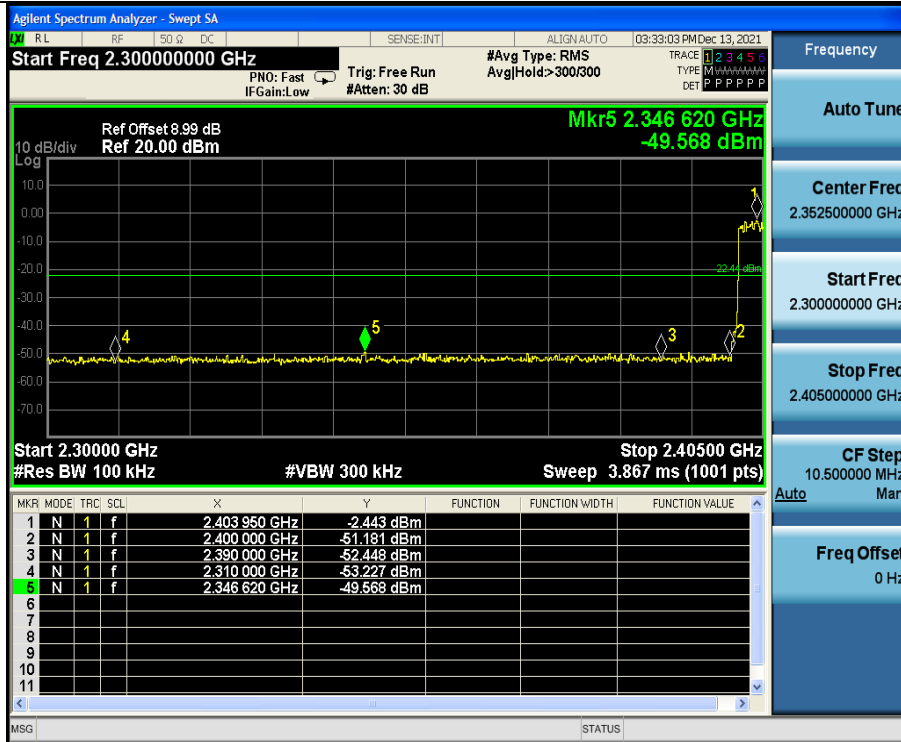 Agilent Spectrum Analyzer - Swept SA
LXI RL RF 50 Ω DC SENSE:INT ALIGN AUTO 03:33:03 PM Dec 13, 2021
Start Freq 2.300000000 GHz
PNO: Fast
IFGain:Low
Trig: Free Run
#Atten: 30 dB
#Avg Type: RMS
Avg|Hold:>300/300
TRACE 1 2 3 4 5 6
TYPE M
DET P P P P P P
Mkr5 2.346 620 GHz
-49.568 dBm
Ref Offset 8.99 dB
10 dB/div Ref 20.00 dBm
Log
10.0
0.00
-10.0
-20.0
-30.0
-40.0
-50.0
-60.0
-70.0
1
22.44 dBm
4
5
3
2
Start 2.30000 GHz Stop 2.40500 GHz
#Res BW 100 kHz #VBW 300 kHz Sweep 3.867 ms (1001 pts)
MKR MODE TRC SCL X Y FUNCTION FUNCTION WIDTH FUNCTION VALUE
1 N 1 f 2.403 950 GHz -2.443 dBm
2 N 1 f 2.400 000 GHz -51.181 dBm
3 N 1 f 2.390 000 GHz -52.448 dBm
4 N 1 f 2.310 000 GHz -53.227 dBm
5 N 1 f 2.346 620 GHz -49.568 dBm
6
7
8
9
10
11
MSG STATUS
Frequency
Auto Tune
Center Freq
2.352500000 GHz
Start Freq
2.300000000 GHz
Stop Freq
2.405000000 GHz
CF Step
10.500000 MHz
Auto Man
Freq Offset
0 Hz